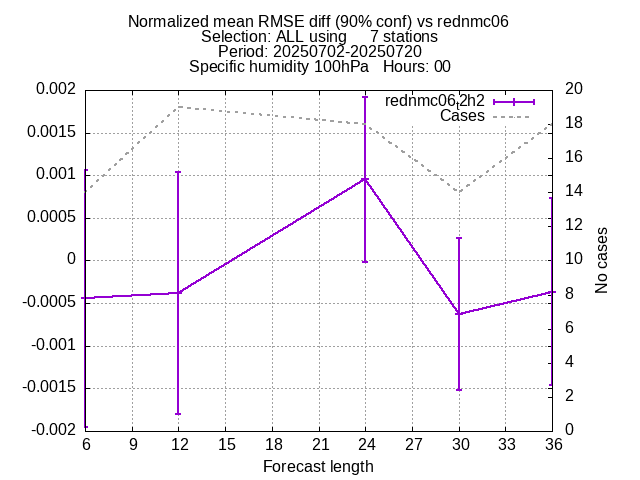 Normalized mean RMSE diff (90% conf) vs rednmc06
Selection: ALL using 7 stations
Period: 20250702-20250720
Specific humidity 100hPa Hours: 00
0.002
0.0015
0.001
0.0005
0
-0.0005
-0.001
-0.0015
-0.002
20
18
16
14
12
10
8
6
4
2
0
rednmc06t2h2
Cases
No cases
6 9 12 15 18 21 24 27 30 33 36
Forecast length